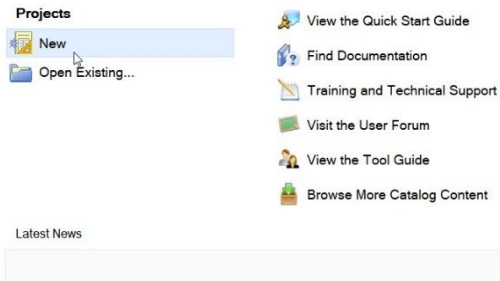 Projects
New
Open Existing...
View the Quick Start Guide
Find Documentation
Training and Technical Support
Visit the User Forum
View the Tool Guide
Browse More Catalog Content
Latest News